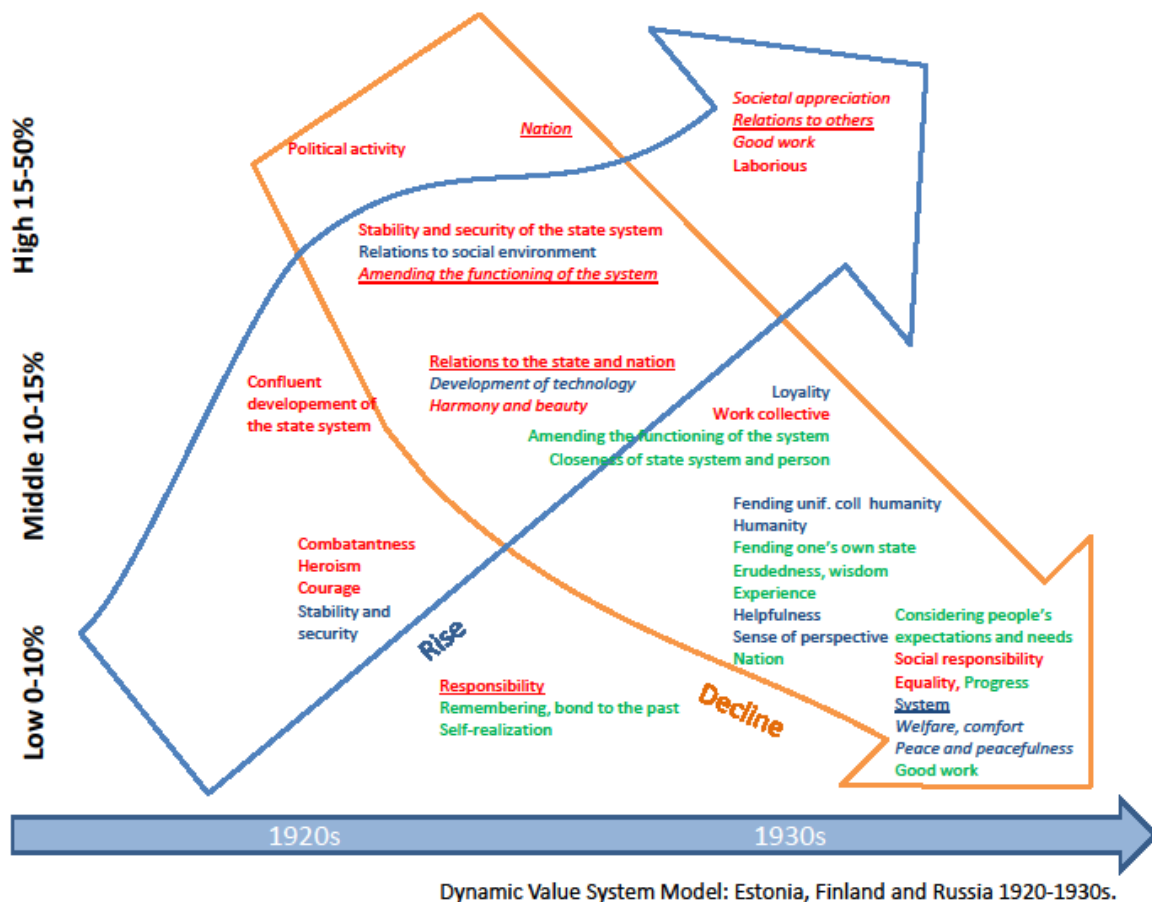 High 15-50%
Middle 10-15%
Low 0-10%
Societal appreciation
Relations to others
Good work
Laborious
Nation
Political activity
Stability and security of the state system
Relations to social environment
Amending the functioning of the system
Relations to the state and nation
Development of technology
Harmony and beauty
Confluent
developement of
the state system
Loyality
Work collective
Amending the functioning of the system
Closeness of state system and person
Fending unif. coll humanity
Humanity
Fending one's own state
Erudedness, wisdom
Experience
Helpfulness
Sense of perspective
Nation
Combatantness
Heroism
Courage
Stability and
security
Rise
Decline
Considering people's
expectations and needs
Social responsibility
Equality, Progress
System
Welfare, comfort
Peace and peacefulness
Good work
Responsibility
Remembering, bond to the past
Self-realization
1920s
1930s
Dynamic Value System Model: Estonia, Finland and Russia 1920-1930s.